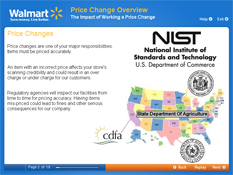 Walmart
Save money. Live better.
Price Change Overview
The Impact of Working a Price Change
Help
Exit
Price Changes
Price changes are one of your major responsibilities. Items must be priced accurately.
An item with an incorrect price affects your store's scanning credibility and could result in an over charge or under charge for our customers.
Regulatory agencies will inspect our facilities from time to time for pricing accuracy. Having items mis-priced could lead to fines and other serious consequences for our company.
NIST
National Institute of
Standards and Technology
U.S. Department of Commerce
State Department Of Agriculture
cdfa
Page 2 of 18
Back
Replay
Next